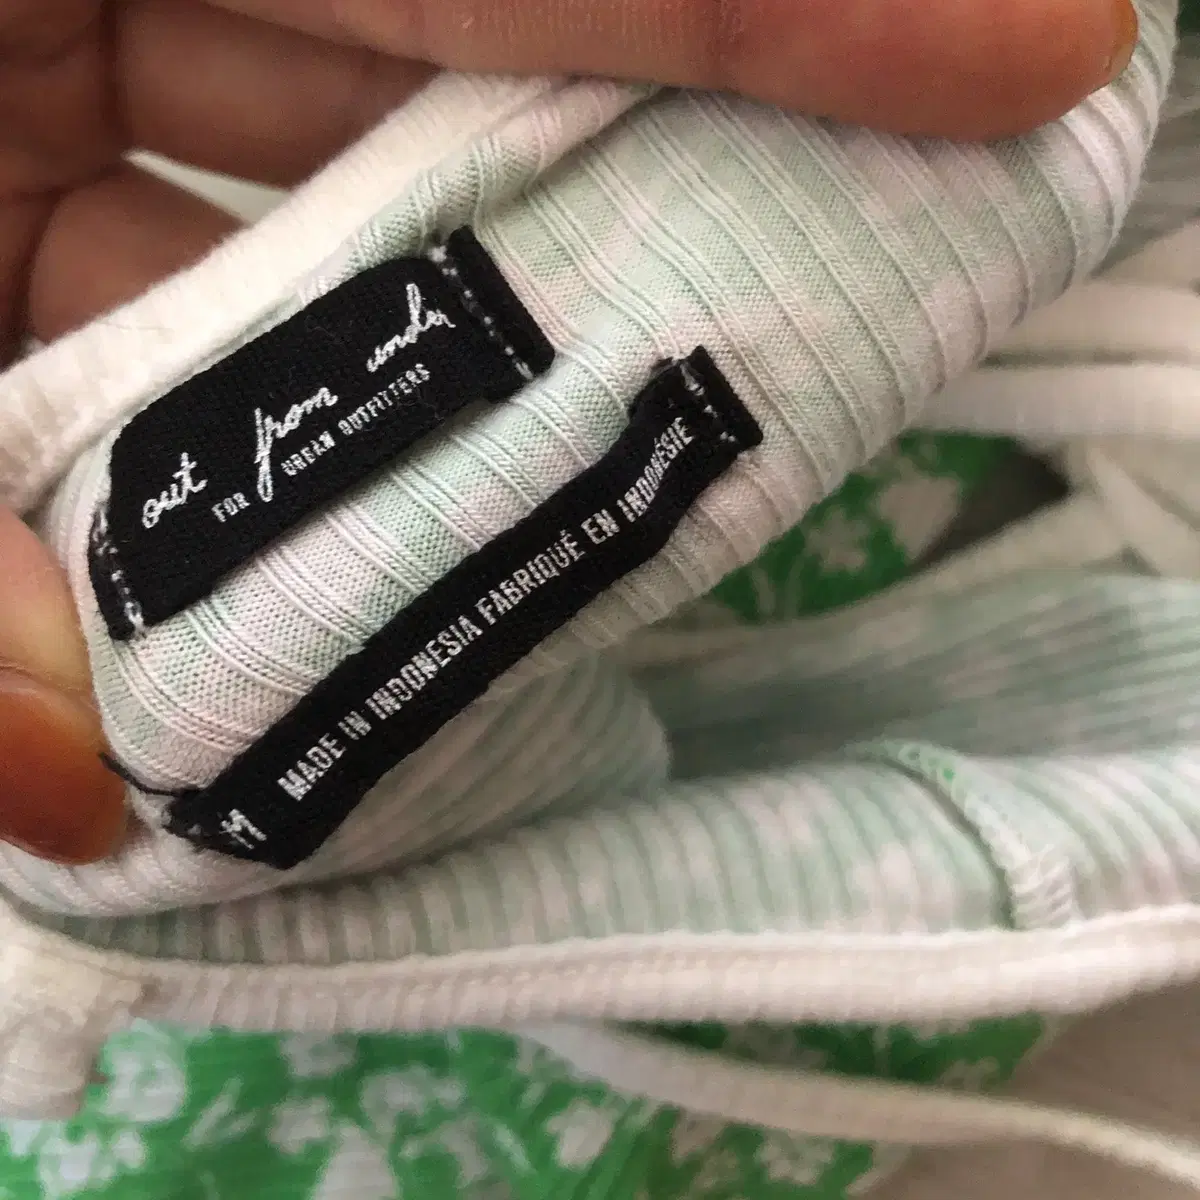 out from under
FOR URBAN OUTFITTERS
MADE IN INDONESIA FABRIQUÉ EN INDONÉSIE
M